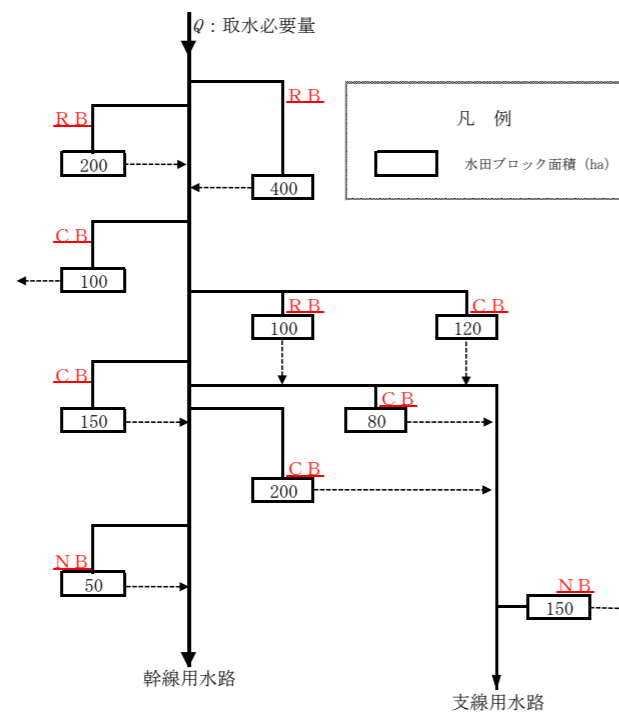 Q：取水必要量
ＲＢ
ＲＢ
凡　例
200
水田ブロック面積（ha）
400
ＣＢ
100
ＲＢ
ＣＢ
100
120
ＣＢ
ＣＢ
150
80
ＣＢ
200
ＮＢ
50
ＮＢ
150
幹線用水路
支線用水路